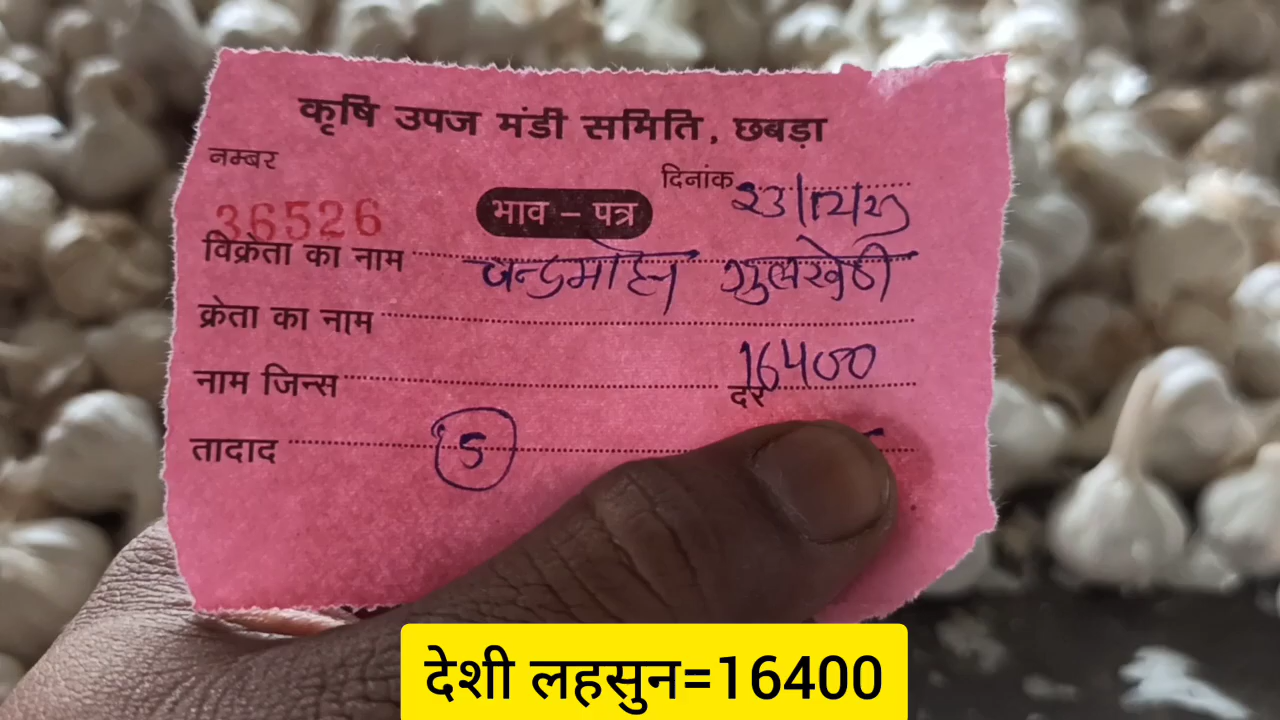 कृषि उपज मंडी समिति, छबड़ा
नम्बर
दिनांक 23/12/23
36526
भाव - पत्र
विक्रेता का नाम चन्द्रमोहन गुलखेडी
क्रेता का नाम
नाम जिन्स
दर 16400
तादाद 5
देशी लहसुन=16400